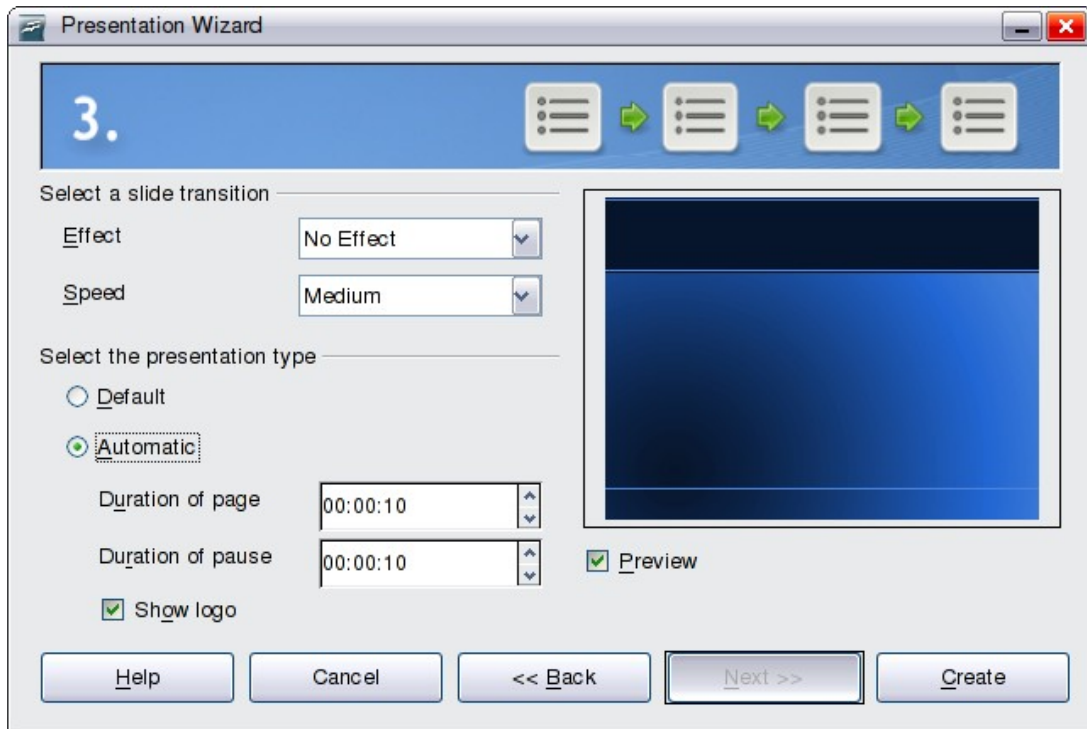 Presentation Wizard
3.
Select a slide transition
Effect No Effect
Speed Medium
Select the presentation type
Default
Automatic
Duration of page 00:00:10
Duration of pause 00:00:10
Preview
Show logo
Help Cancel << Back Next >> Create